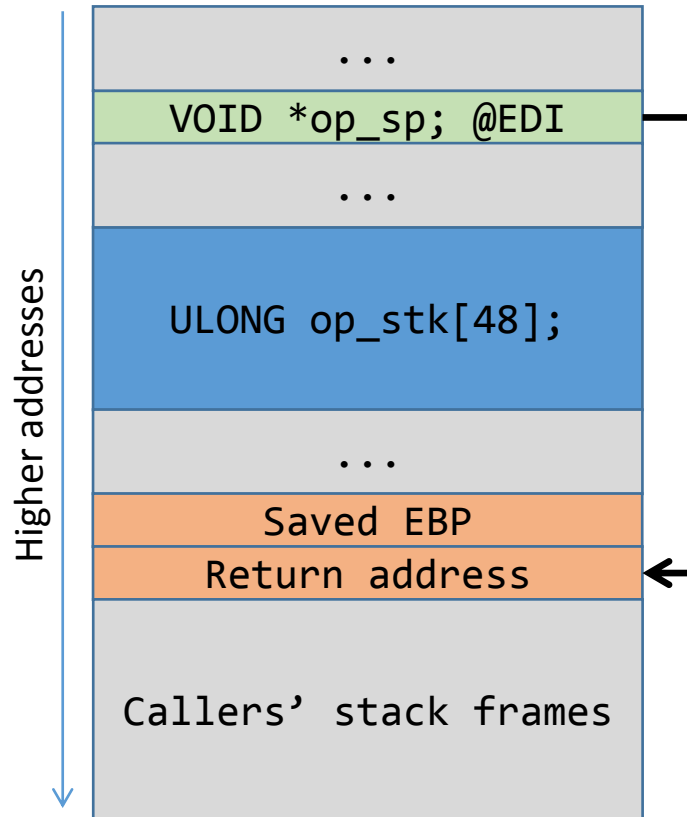 ...
VOID *op_sp; @EDI
...
ULONG op_stk[48];
...
Saved EBP
Return address
Callers’ stack frames
Higher addresses